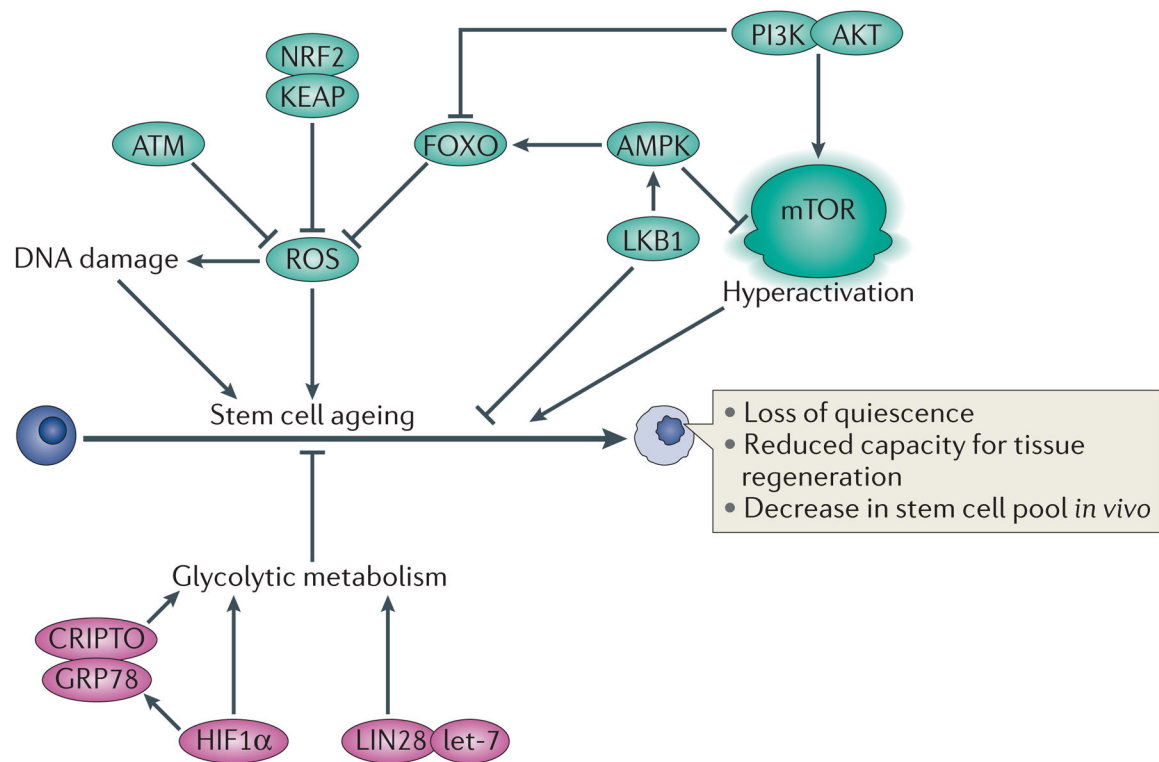 PI3K
AKT
NRF2
KEAP
ATM
FOXO
AMPK
mTOR
LKB1
DNA damage
ROS
Hyperactivation
Stem cell ageing
• Loss of quiescence
• Reduced capacity for tissue
regeneration
• Decrease in stem cell pool in vivo
Glycolytic metabolism
CRIPTO
GRP78
HIF1α
LIN28
let-7